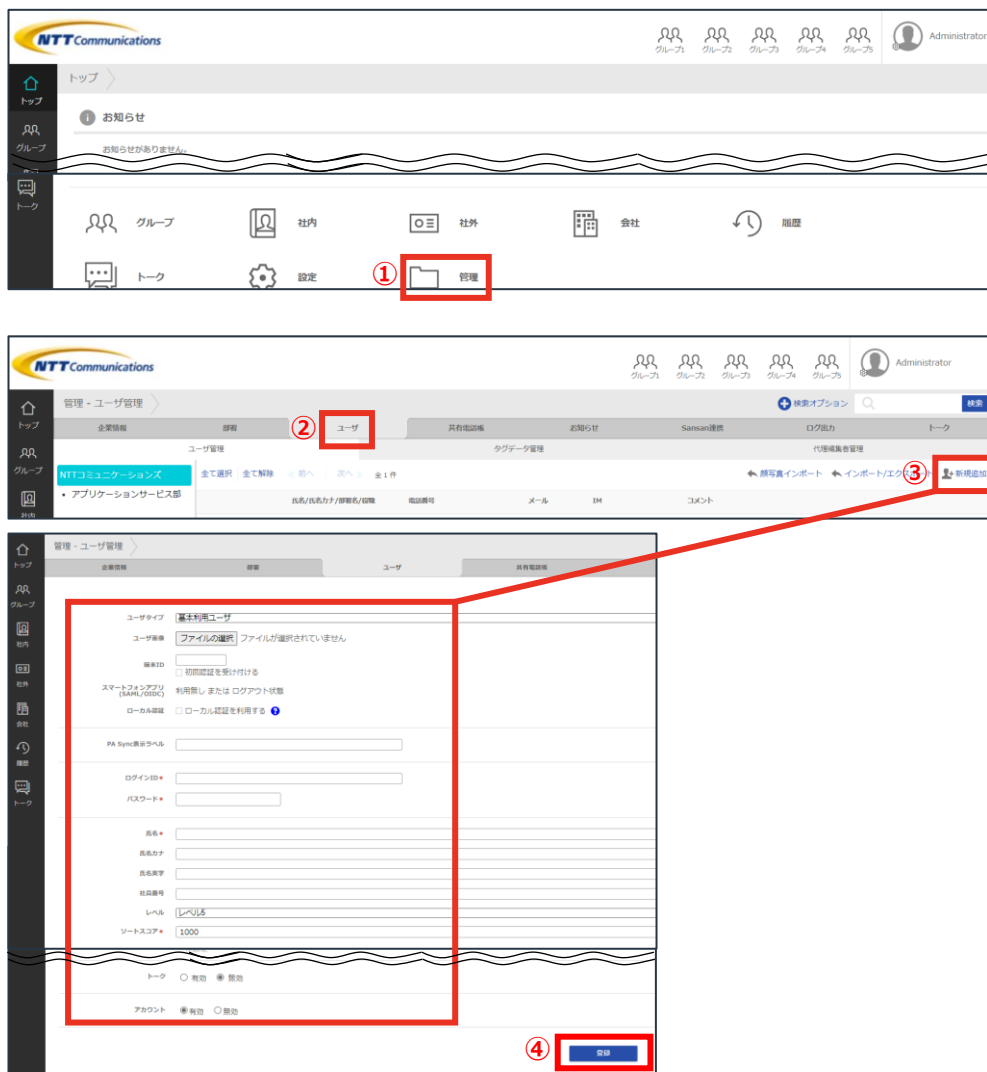 NTT Communications
グループ1 グループ2 グループ3 グループ4 グループ5 Administrator
トップ
トップ
お知らせ
グループ
お知らせがありません。
トーク
グループ 社内 社外 会社 履歴
トーク 設定 ① 管理
NTT Communications
グループ1 グループ2 グループ3 グループ4 グループ5 Administrator
管理 - ユーザ管理 検索オプション 検索
トップ
企業情報 部署 ② ユーザ 共有電話帳 お知らせ Sansan連携 ログ出力 トーク
ユーザ管理 タグデータ管理 代理編集者管理
グループ
NTTコミュニケーションズ 全て選択 全て解除 < 前へ 次へ > 全1件 顔写真インポート インポート/エクスポート ③ 新規追加
・ アプリケーションサービス部
氏名/氏名カナ/部署名/役職 電話番号 メール IM コメント
社内
管理 - ユーザ管理
トップ
企業情報 部署 ユーザ 共有電話帳
グループ
社内
社外
会社
履歴
トーク
ユーザタイプ 基本利用ユーザ
ユーザ画像 ファイルの選択 ファイルが選択されていません
端末ID
初回認証を受け付ける
スマートフォンアプリ
(SAML/OIDC) 利用無し または ログアウト状態
ローカル認証 ローカル認証を利用する ?
PA Sync表示ラベル
ログインID*
パスワード*
氏名*
氏名カナ
氏名英字
社員番号
レベル レベル5
ソートスコア* 1000
トーク 有効 無効
アカウント 有効 無効
④ 登録